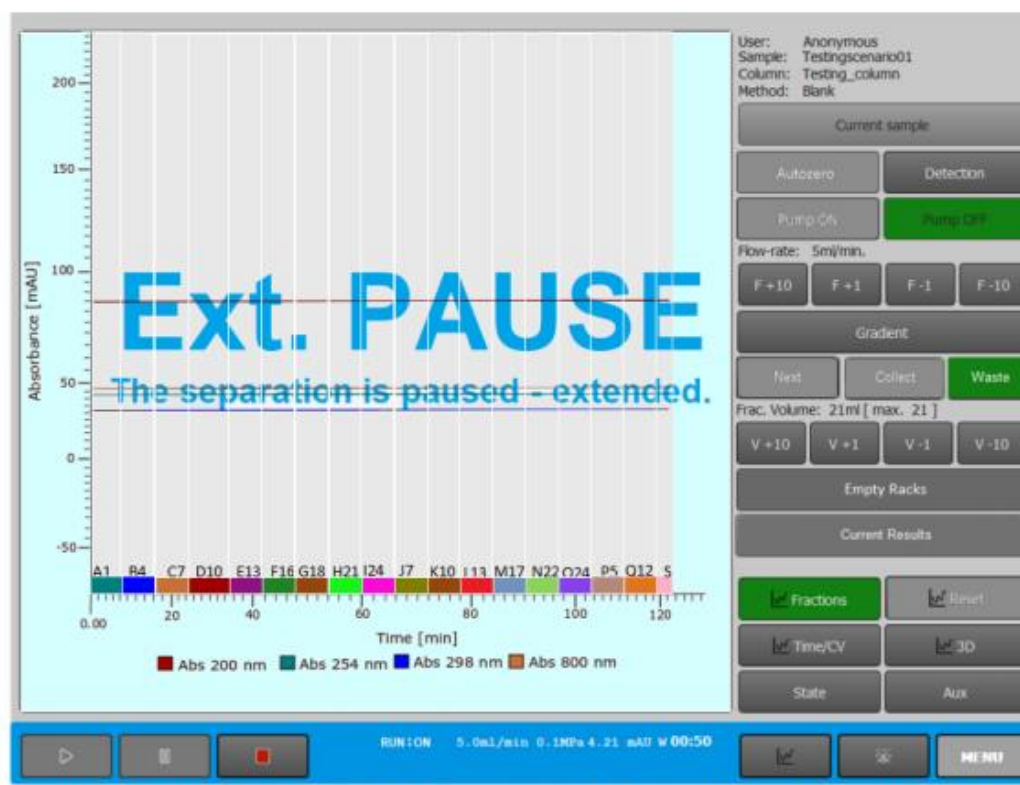 User: Anonymous
Sample: Testingscenario01
Column: Testing_column
Method: Blank
Current sample
Autozero Detection
Pump ON Pump OFF
Flow-rate: 5ml/min.
F +10 F +1 F -1 F -10
Gradient
Next Collect Waste
Frac. Volume: 21ml [ max. 21 ]
V +10 V +1 V -1 V -10
Empty Racks
Current Results
Fractions Reset
Time/CV 3D
State Aux
200
150
100
50
0
-50
Absorbance [mAU]
Ext. PAUSE
The separation is paused - extended.
A1 B4 C7 D10 E13 F16 G18 H21 I24 J7 K10 L13 M17 N22 O24 P5 Q12 S
0.00 20 40 60 80 100 120
Time [min]
Abs 200 nm Abs 254 nm Abs 298 nm Abs 800 nm
RUN:ON 5.0ml/min 0.1MPa 4.21 mAU W 00:50
MENU